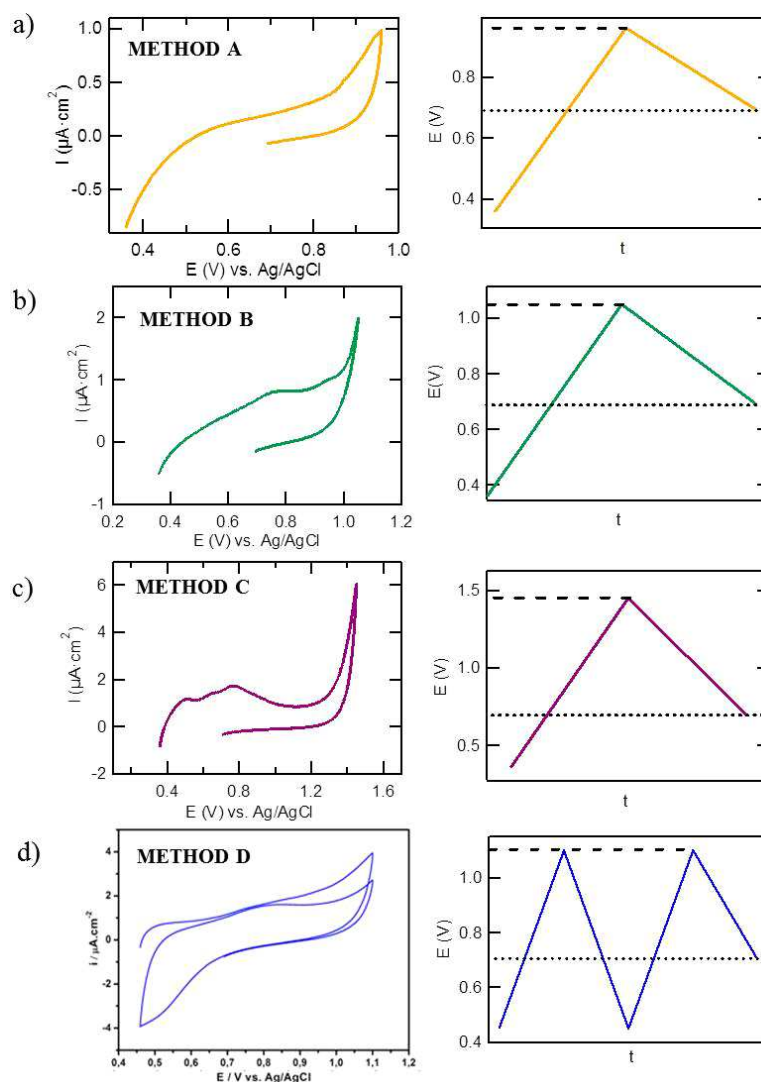 a)
METHOD A
I (µA·cm²)
1.0
0.5
0.0
-0.5
0.4
0.6
0.8
1.0
E (V) vs. Ag/AgCl
E (V)
0.8
0.4
t
b)
METHOD B
I (µA·cm²)
2
1
0
-1
0.2
0.4
0.6
0.8
1.0
1.2
E (V) vs. Ag/AgCl
E(V)
1.0
0.8
0.6
0.4
t
c)
METHOD C
I (µA·cm²)
6
4
2
0
-2
0.4
0.8
1.2
1.6
E (V) vs. Ag/AgCl
E (V)
1.5
1.0
0.5
t
d)
METHOD D
i / µA.cm⁻²
4
2
0
-2
-4
0,4
0,5
0,6
0,7
0,8
0,9
1,0
1,1
1,2
E / V vs. Ag/AgCl
E (V)
1.0
0.8
0.6
0.4
t